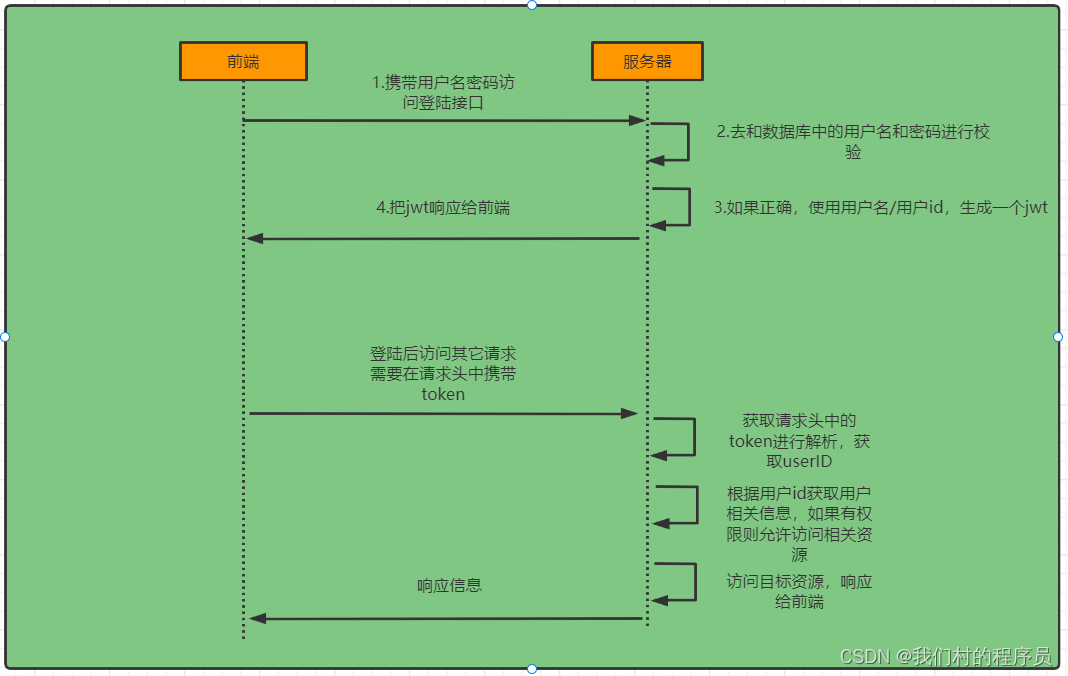 前端
服务器
1.携带用户名密码访
问登陆接口
2.去和数据库中的用户名和密码进行校
验
4.把jwt响应给前端
3.如果正确，使用用户名/用户id，生成一个jwt
登陆后访问其它请求
需要在请求头中携带
token
获取请求头中的
token进行解析，获
取userID
根据用户id获取用户
相关信息，如果有权
限则允许访问相关资
源
访问目标资源，响应
给前端
响应信息
CSDN @我们村的程序员